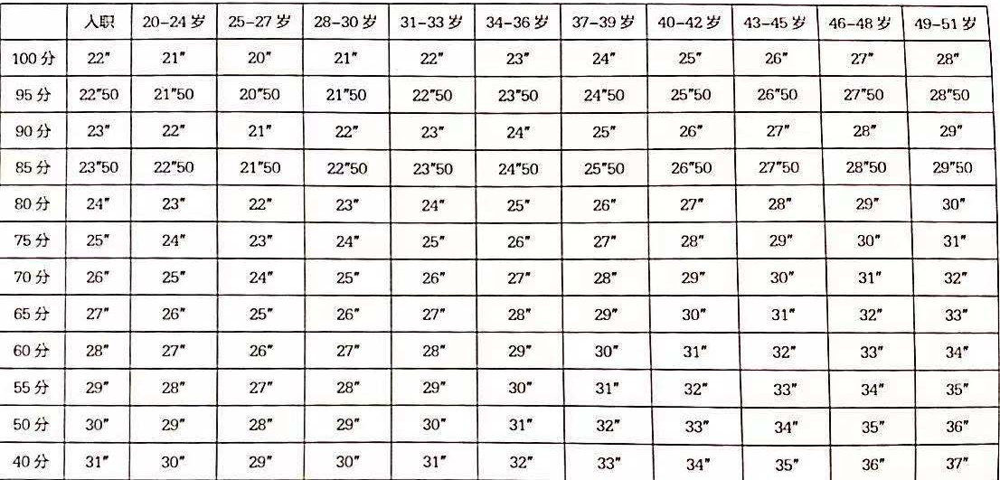 入职 20-24岁 25-27岁 28-30岁 31-33岁 34-36岁 37-39岁 40-42岁 43-45岁 46-48岁 49-51岁
100分 22" 21" 20" 21" 22" 23" 24" 25" 26" 27" 28"
95分 22"50 21"50 20"50 21"50 22"50 23"50 24"50 25"50 26"50 27"50 28"50
90分 23" 22" 21" 22" 23" 24" 25" 26" 27" 28" 29"
85分 23"50 22"50 21"50 22"50 23"50 24"50 25"50 26"50 27"50 28"50 29"50
80分 24" 23" 22" 23" 24" 25" 26" 27" 28" 29" 30"
75分 25" 24" 23" 24" 25" 26" 27" 28" 29" 30" 31"
70分 26" 25" 24" 25" 26" 27" 28" 29" 30" 31" 32"
65分 27" 26" 25" 26" 27" 28" 29" 30" 31" 32" 33"
60分 28" 27" 26" 27" 28" 29" 30" 31" 32" 33" 34"
55分 29" 28" 27" 28" 29" 30" 31" 32" 33" 34" 35"
50分 30" 29" 28" 29" 30" 31" 32" 33" 34" 35" 36"
40分 31" 30" 29" 30" 31" 32" 33" 34" 35" 36" 37"